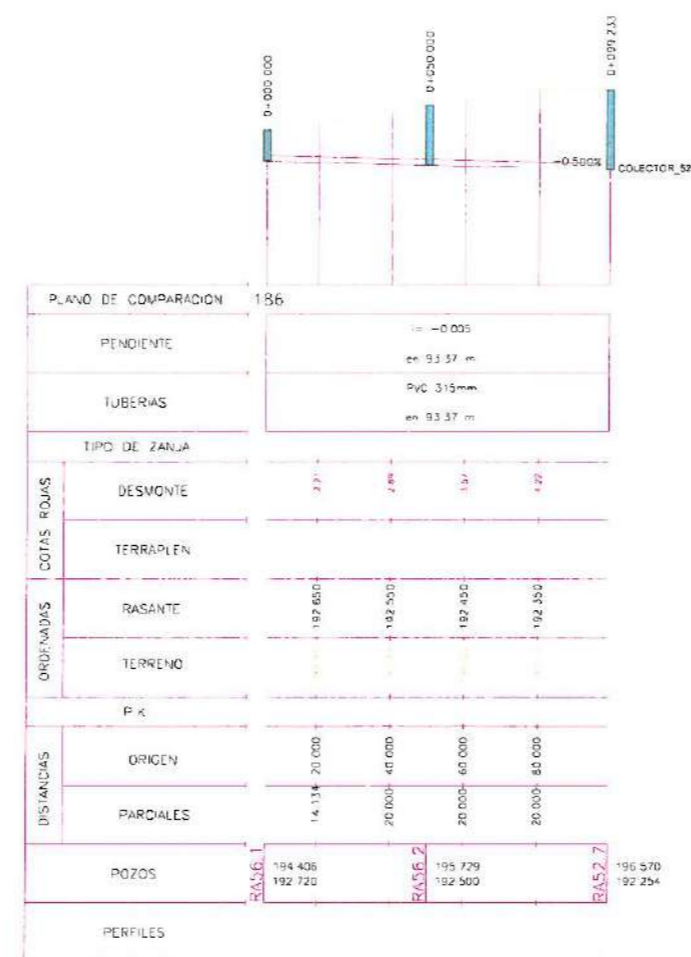 0+000 000
0+050 000
0+099 233
-0.500%
COLECTOR_52
PLANO DE COMPARACION 186
PENDIENTE
i= -0.005
en 93.37 m
TUBERIAS
PVC 315mm
en 93.37 m
TIPO DE ZANJA
COTAS ROJAS
DESMONTE
2.21 2.89
TERRAPLEN
ORDENADAS
RASANTE
192 650 192 550 192 450 192 350
TERRENO
P K
DISTANCIAS
ORIGEN
20 000 40 000 60 000 80 000
PARCIALES
14 134 20 000 20 000 20 000
POZOS
RA56.1
194 406
192 720
RA56.2
195 729
192 500
RA52.7
196 570
192 254
PERFILES